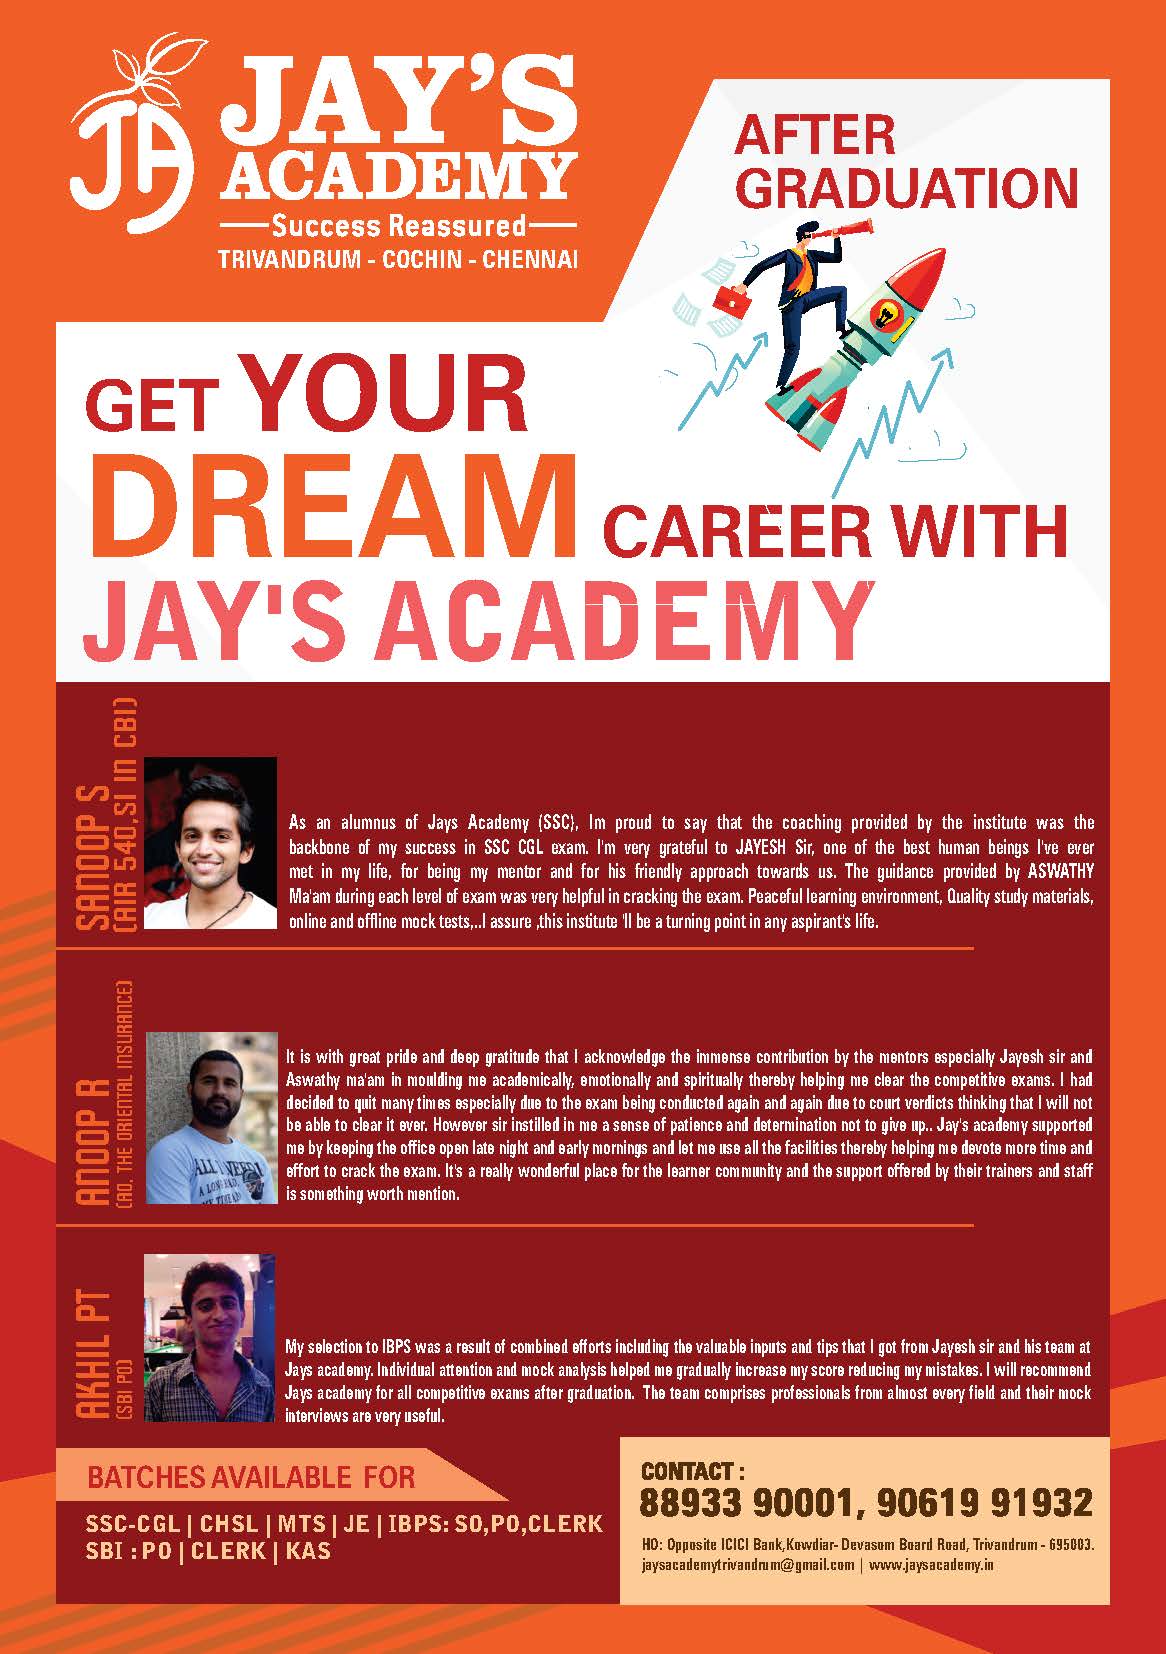 JA
JAY'S
ACADEMY
Success Reassured
TRIVANDRUM - COCHIN - CHENNAI
AFTER
GRADUATION
GET YOUR
DREAM CAREER WITH
JAY'S ACADEMY
SANOOP S
(AIR 540,SI in CBI)
As an alumnus of Jays Academy (SSC), Im proud to say that the coaching provided by the institute was the
backbone of my success in SSC CGL exam. I'm very grateful to JAYESH Sir, one of the best human beings I've ever
met in my life, for being my mentor and for his friendly approach towards us. The guidance provided by ASWATHY
Ma'am during each level of exam was very helpful in cracking the exam. Peaceful learning environment, Quality study materials,
online and offline mock tests,..I assure ,this institute 'll be a turning point in any aspirant's life.
ANOOP R
(AO, THE ORIENTAL INSURANCE)
ALL I NEED I
It is with great pride and deep gratitude that I acknowledge the immense contribution by the mentors especially Jayesh sir and
Aswathy ma'am in moulding me academically, emotionally and spiritually thereby helping me clear the competitive exams. I had
decided to quit many times especially due to the exam being conducted again and again due to court verdicts thinking that I will not
be able to clear it ever. However sir instilled in me a sense of patience and determination not to give up.. Jay's academy supported
me by keeping the office open late night and early mornings and let me use all the facilities thereby helping me devote more time and
effort to crack the exam. It's a really wonderful place for the learner community and the support offered by their trainers and staff
is something worth mention.
AKHIL PT
(SBI PO)
My selection to IBPS was a result of combined efforts including the valuable inputs and tips that I got from Jayesh sir and his team at
Jays academy. Individual attention and mock analysis helped me gradually increase my score reducing my mistakes. I will recommend
Jays academy for all competitive exams after graduation. The team comprises professionals from almost every field and their mock
interviews are very useful.
BATCHES AVAILABLE FOR
SSC-CGL | CHSL | MTS | JE | IBPS: SO,PO,CLERK
SBI : PO | CLERK | KAS
CONTACT :
88933 90001, 90619 91932
HO: Opposite ICICI Bank,Kowdiar- Devasom Board Road, Trivandrum - 695003.
jaysacademytrivandrum@gmail.com | www.jaysacademy.in